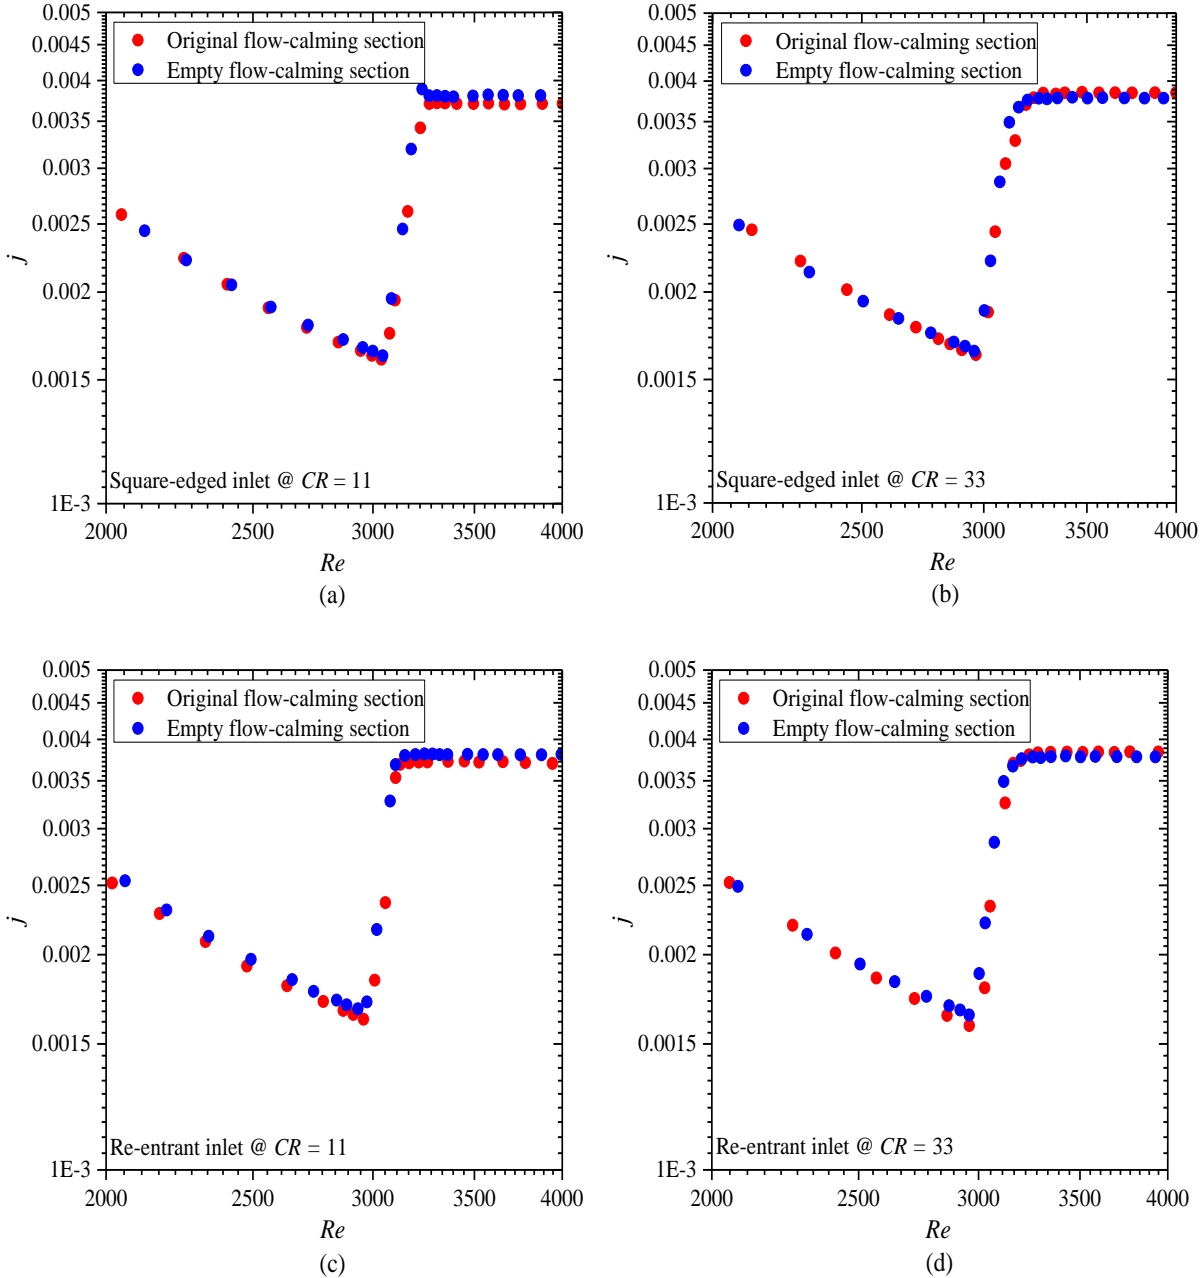 0.005
0.0045
0.004
0.0035
0.003
0.0025
0.002
0.0015
1E-3
j
Original flow-calming section
Empty flow-calming section
Square-edged inlet @ CR = 11
2000 2500 3000 3500 4000
Re
(a)
0.005
0.0045
0.004
0.0035
0.003
0.0025
0.002
0.0015
1E-3
j
Original flow-calming section
Empty flow-calming section
Square-edged inlet @ CR = 33
2000 2500 3000 3500 4000
Re
(b)
0.005
0.0045
0.004
0.0035
0.003
0.0025
0.002
0.0015
1E-3
j
Original flow-calming section
Empty flow-calming section
Re-entrant inlet @ CR = 11
2000 2500 3000 3500 4000
Re
(c)
0.005
0.0045
0.004
0.0035
0.003
0.0025
0.002
0.0015
1E-3
j
Original flow-calming section
Empty flow-calming section
Re-entrant inlet @ CR = 33
2000 2500 3000 3500 4000
Re
(d)